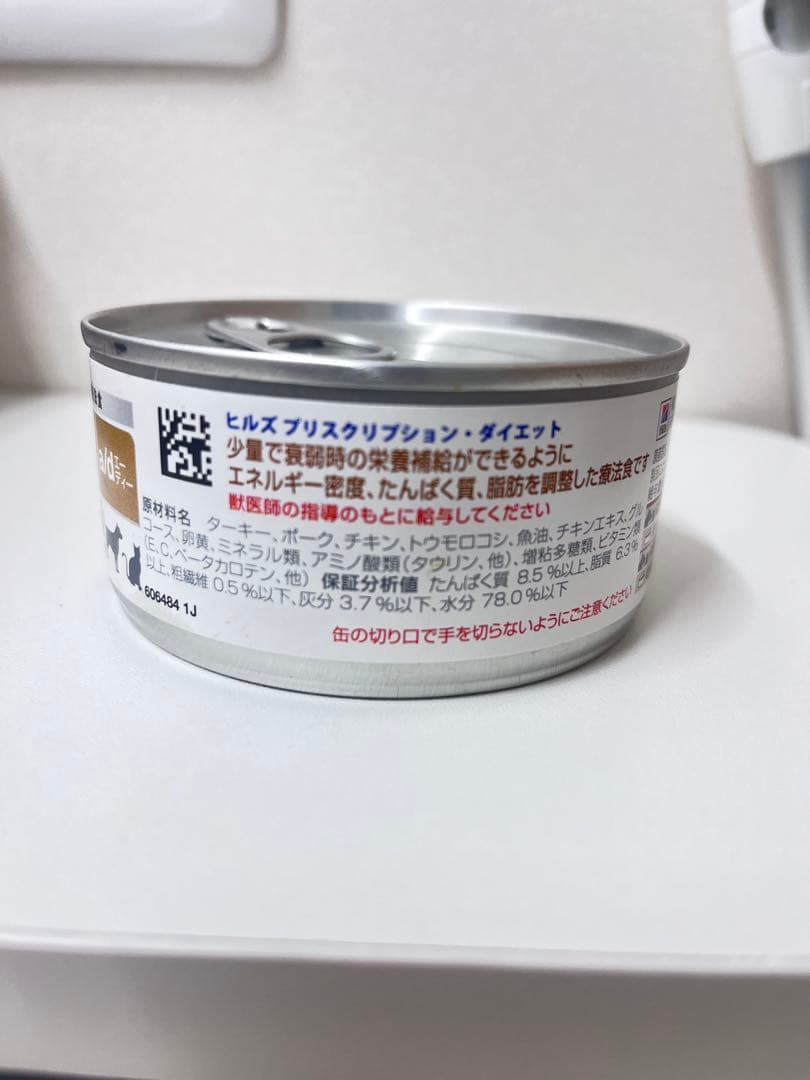 a/d エー
ディー
606484 1J
ヒルズ プリスクリプション・ダイエット
少量で衰弱時の栄養補給ができるように
エネルギー密度、たんぱく質、脂肪を調整した療法食です
獣医師の指導のもとに給与してください
原材料名 ターキー、ポーク、チキン、トウモロコシ、魚油、チキンエキス、グル
コース、卵黄、ミネラル類、アミノ酸類(タウリン、他)、増粘多糖類、ビタミン類
(E、C、ベータカロテン、他) 保証分析値 たんぱく質 8.5%以上、脂質 6.3%
以上、粗繊維 0.5%以下、灰分 3.7%以下、水分 78.0%以下
缶の切り口で手を切らないようにご注意ください